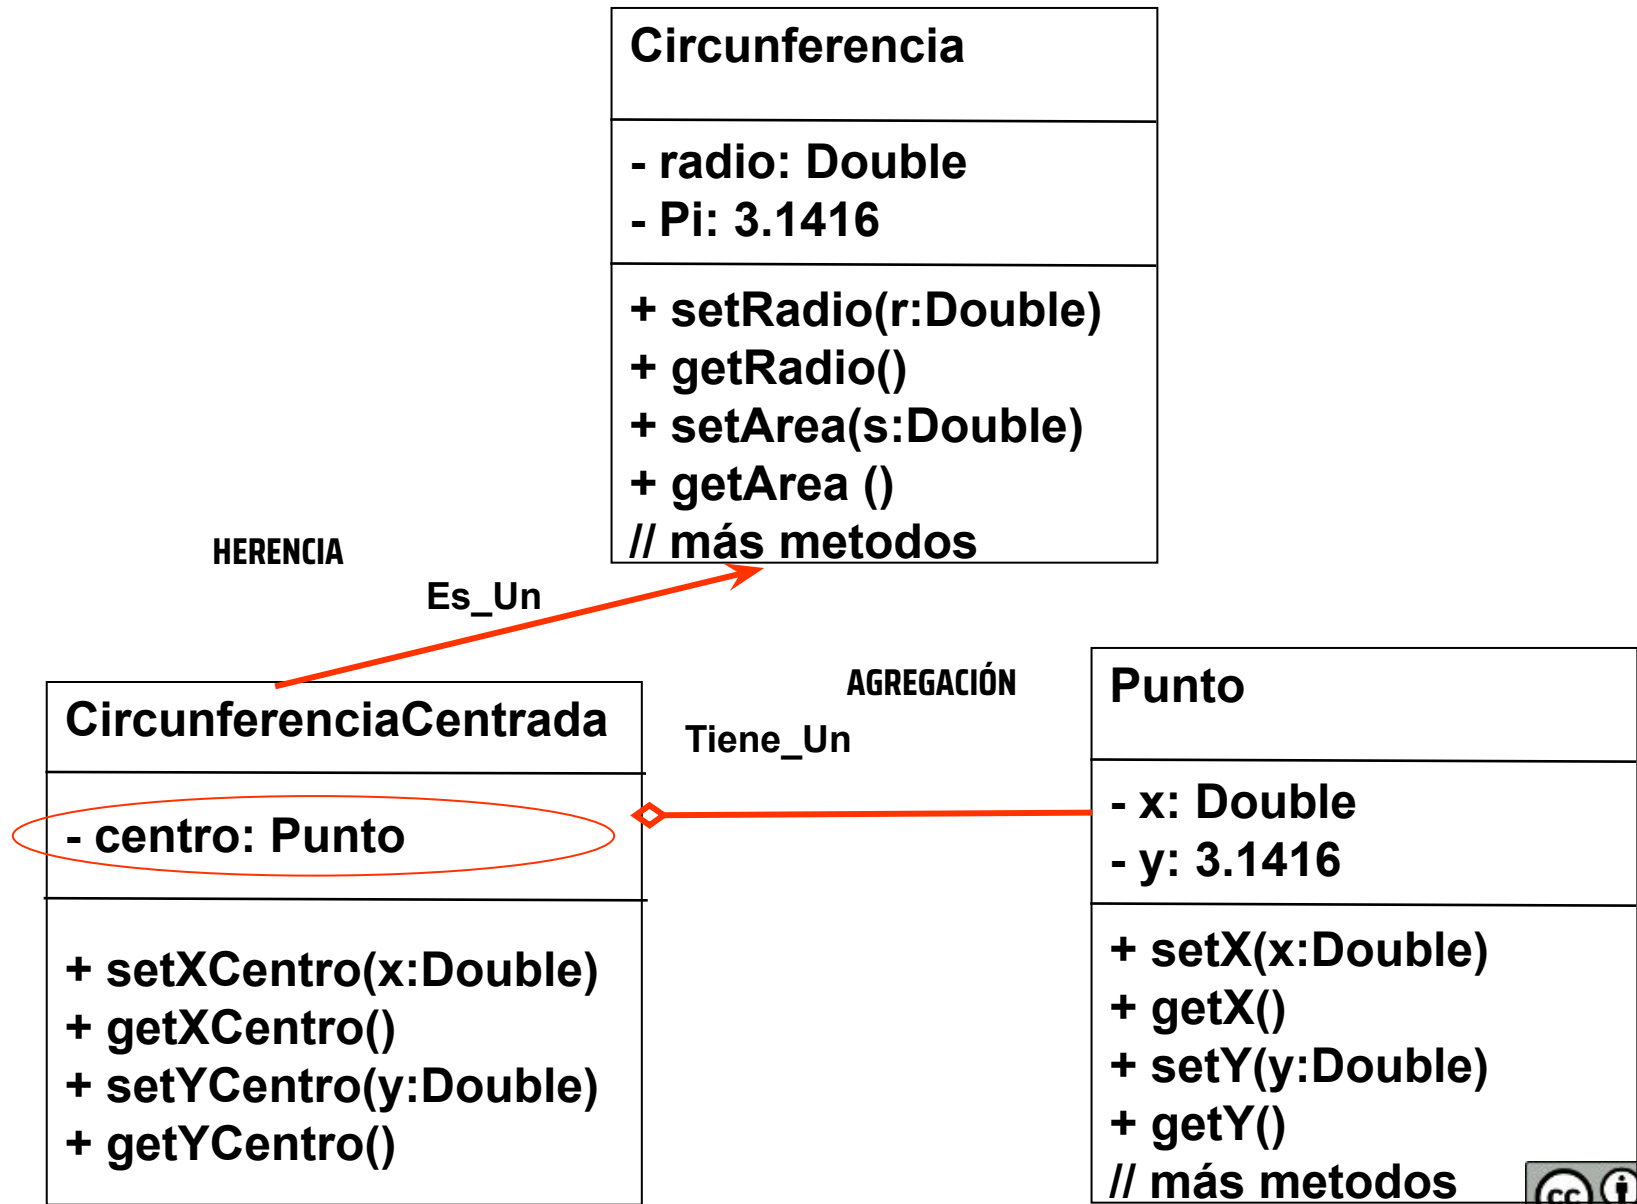 Circunferencia
- radio: Double
- Pi: 3.1416
+ setRadio(r:Double)
+ getRadio()
+ setArea(s:Double)
+ getArea ()
// más metodos
HERENCIA
Es_Un
CircunferenciaCentrada
- centro: Punto
+ setXCentro(x:Double)
+ getXCentro()
+ setYCentro(y:Double)
+ getYCentro()
AGREGACIÓN
Tiene_Un
Punto
- x: Double
- y: 3.1416
+ setX(x:Double)
+ getX()
+ setY(y:Double)
+ getY()
// más metodos
cc